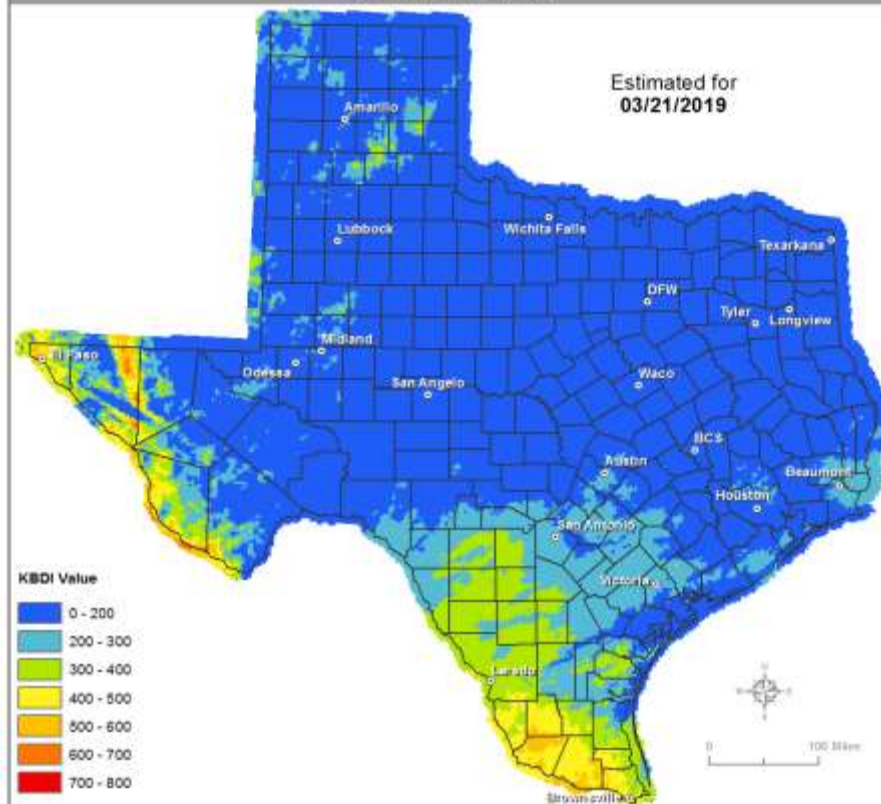 Estimated for
03/21/2019
Amarillo
Lubbock
Wichita Falls
Texarkana
DFW
Tyler
Longview
Midland
El Paso
Odessa
San Angelo
Waco
BCS
Austin
Beaumont
Houston
San Antonio
Victoria
Laredo
Brownsville
KBDI Value
0 - 200
200 - 300
300 - 400
400 - 500
500 - 600
600 - 700
700 - 800
0 100 Miles